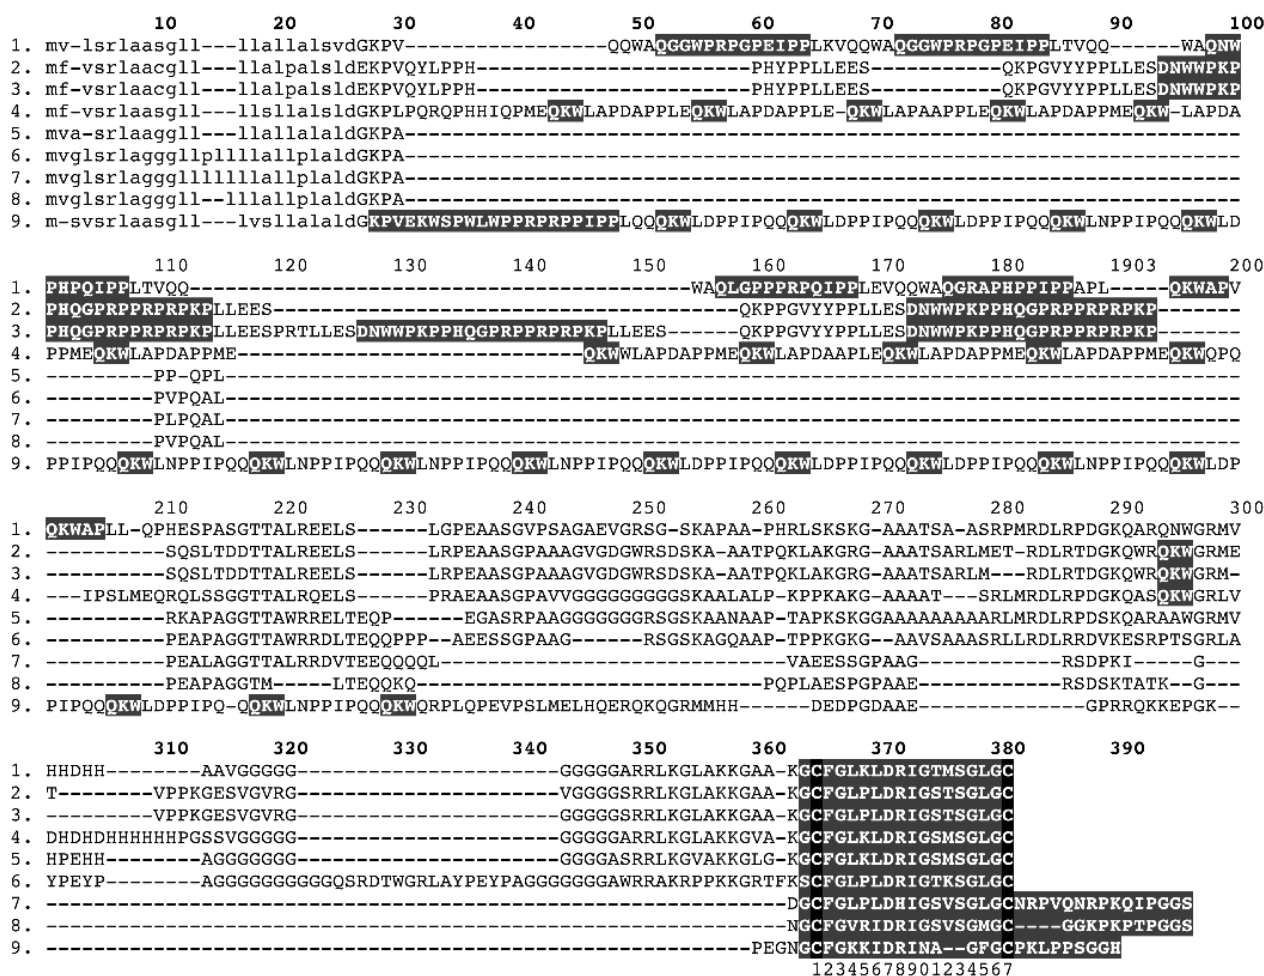 10 20 30 40 50 60 70 80 90 100
1. mv-lsrlaasgll---llallalsvdGKPV-----------------QQWAQGGWPRPGPEIPPLKVQQWAQGGWPRPGPEIPPLTVQQ------WAQNW
2. mf-vsrlaacgll---llalpalsldEKPVQYLPPH-----------------------PHYPPLLEES-----------QKPGVYYPPLLESDNWWPKP
3. mf-vsrlaacgll---llalpalsldEKPVQYLPPH-----------------------PHYPPLLEES-----------QKPGVYYPPLLESDNWWPKP
4. mf-vsrlaasgll---llsllalsldGKPLPQRQPHHIQPMEQKWLAPDAPPLEQKWLAPDAPPLE-QKWLAPAAPPLEQKWLAPDAPPMEQKW-LAPDA
5. mva-srlaaggll---llallalaldGKPA----------------------------------------------------------------------
6. mvglsrlagggllpllllallplaldGKPA----------------------------------------------------------------------
7. mvglsrlaggglllllllallplaldGKPA----------------------------------------------------------------------
8. mvglsrlagggll--lllallplaldGKPA----------------------------------------------------------------------
9. m-svsrlaasgll---lvsllalaldGKPVEKWSPWLWPPRPRPPIPPLQQQKWLDPPIPQQQKWLDPPIPQQQKWLDPPIPQQQKWLNPPIPQQQKWLD
110 120 130 140 150 160 170 180 1903 200
1. PHPQIPPLTVQQ------------------------------------------WAQLGPPPRPQIPPLEVQQWAQGRAPHPPIPPAPL-----QKWAPV
2. PHQGPRPPRPRPKPLLEES---------------------------------------QKPPGVYYPPLLESDNWWPKPPHQGPRPPRPRPKP-------
3. PHQGPRPPRPRPKPLLEESPRTLLESDNWWPKPPHQGPRPPRPRPKPLLEES------QKPPGVYYPPLLESDNWWPKPPHQGPRPPRPRPKP-------
4. PPMEQKWLAPDAPPME-----------------------------QKWWLAPDAPPMEQKWLAPDAAPLEQKWLAPDAPPMEQKWLAPDAPPMEQKWQPQ
5. ---------PP-QPL-------------------------------------------------------------------------------------
6. ---------PVPQAL-------------------------------------------------------------------------------------
7. ---------PLPQAL-------------------------------------------------------------------------------------
8. ---------PVPQAL-------------------------------------------------------------------------------------
9. PPIPQQQKWLNPPIPQQQKWLNPPIPQQQKWLNPPIPQQQKWLNPPIPQQQKWLDPPIPQQQKWLDPPIPQQQKWLDPPIPQQQKWLNPPIPQQQKWLDP
210 220 230 240 250 260 270 280 290 300
1. QKWAPLL-QPHESPASGTTALREELS------LGPEAASGVPSAGAEVGRSG-SKAPAA-PHRLSKSKG-AAATSA-ASRPMRDLRPDGKQARQNWGRMV
2. ----------SQSLTDDTTALREELS------LRPEAASGPAAAGVGDGWRSDSKA-AATPQKLAKGRG-AAATSARLMET-RDLRTDGKQWRQKWGRME
3. ----------SQSLTDDTTALREELS------LRPEAASGPAAAGVGDGWRSDSKA-AATPQKLAKGRG-AAATSARLM---RDLRTDGKQWRQKWGRM-
4. ---IPSLMEQRQLSSGGTTALRQELS------PRAEAASGPAVVGGGGGGGGGSKAALALP-KPPKAKG-AAAAT---SRLMRDLRPDGKQASQKWGRLV
5. ----------RKAPAGGTTAWRRELTEQP------EGASRPAAGGGGGGGRSGSKAANAAP-TAPKSKGGAAAAAAAAARLMRDLRPDSKQARAAWGRMV
6. ----------PEAPAGGTTAWRRDLTEQQPPP--AEESSGPAAG------RSGSKAGQAAP-TPPKGKG-AAVSAAASRLLRDLRRDVKESRPTSGRLA
7. ----------PEALAGGTTALRRDVTEEQQQQL-----------------------------VAEESSGPAAG------------RSDPKI-----G---
8. ----------PEAPAGGTM-----LTEQQKQ-----------------------------PQPLAESPGPAAE------------RSDSKTATK--G---
9. PIPQQQKWLDPPIPQ-QQKWLNPPIPQQQKWQRPLQPEVPSLMELHQERQKQGRMMHH------DEDPGDAAE--------------GPRRQKKEPGK--
310 320 330 340 350 360 370 380 390
1. HHDHH--------AAVGGGGG----------------------GGGGGARRLKGLAKKGAA-KGCFGLKLDRIGTMSGLGC
2. T--------VPPKGESVGVRG----------------------VGGGGSRRLKGLAKKGAA-KGCFGLPLDRIGSTSGLGC
3. ---------VPPKGESVGVRG----------------------GGGGGSRRLKGLAKKGAA-KGCFGLPLDRIGSTSGLGC
4. DHDHDHHHHHHPGSSVGGGGG----------------------GGGGGARRLKGLAKKGVA-KGCFGLKLDRIGSMSGLGC
5. HPEHH--------AGGGGGGG----------------------GGGGASRRLKGVAKKGLG-KGCFGLKLDRIGSMSGLGC
6. YPEYP--------AGGGGGGGGGGGQSRDTWGRLAYPEYPAGGGGGGGAWRRAKRPPKKGRTFKSCFGLPLDRIGTKSGLGC
7. --------------------------------------------------------------DGCFGLPLDHIGSVSGLGCNRPVQNRPKQIPGGS
8. --------------------------------------------------------------NGCFGVRIDRIGSVSGMGC----GGKPKPTPGGS
9. -----------------------------------------------------------PEGNGCFGKKIDRINA--GFGCPKLPPSGGH
12345678901234567